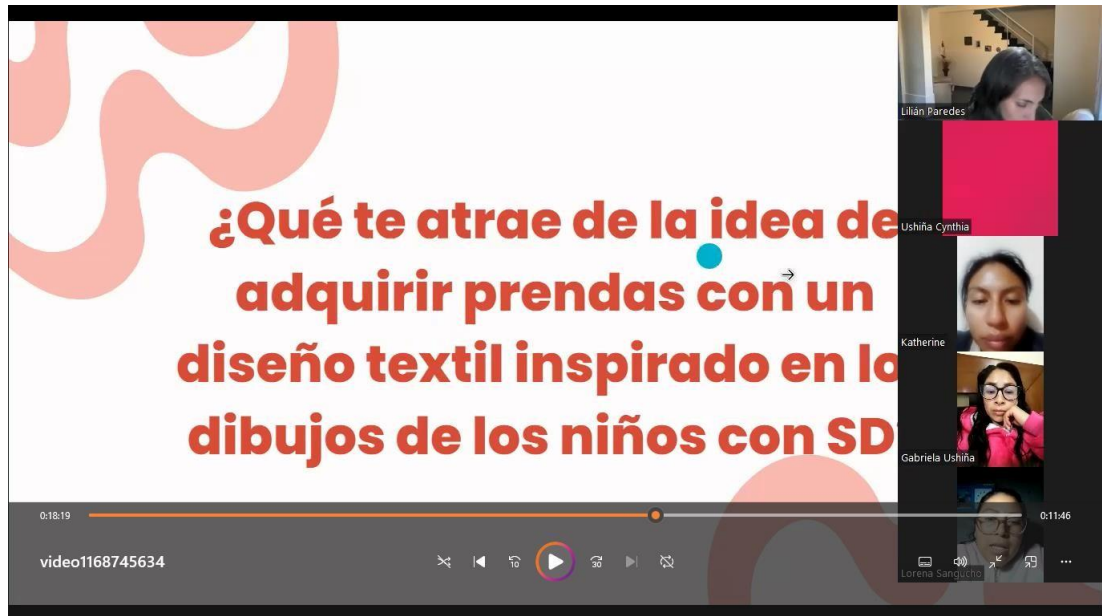 ¿Qué te atrae de la idea de
adquirir prendas con un
diseño textil inspirado en lo
dibujos de los niños con SD
Lilián Paredes
Ushiña Cynthia
Katherine
Gabriela Ushiña
Lorena Sangucho
0:18:19
0:11:46
video1168745634
10
30